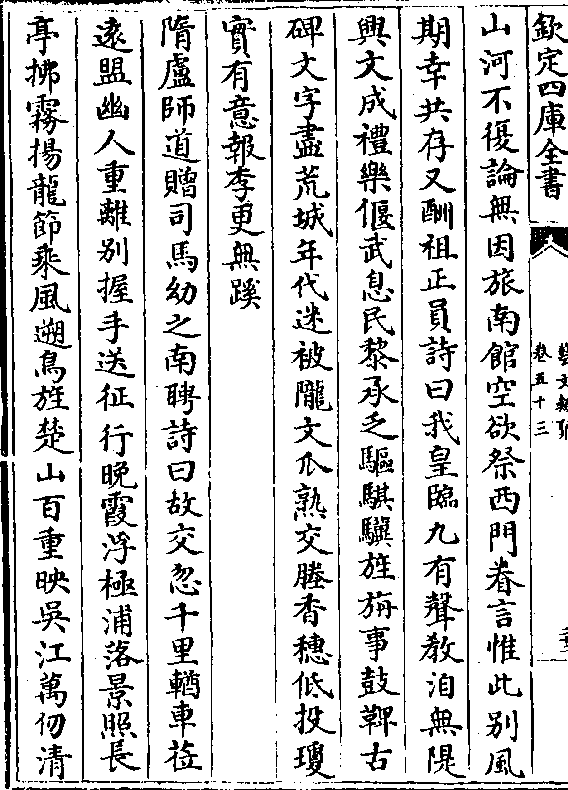 欽定四庫全書
藝文類聚
卷五十三
山河不復論無因旅南館空欲祭西門眷言惟此别風
期幸共存又酬祖正員詩曰我皇臨九有聲教洎無隄
興文成禮樂偃武息民黎承乏驅騏驥旌旃事鼓鞞古
碑文字盡荒城年代迷被隴文瓜熟交塍香穗低投瓊
實有意報李更無蹊
隋盧師道贈司馬幼之南聘詩曰故交忽千里輶車莅
逺盟幽人重離别握手送征行晚霞浮極浦落景照長
亭拂霧揚龍節乘風遡鳥旌楚山百重映吳江萬仞清